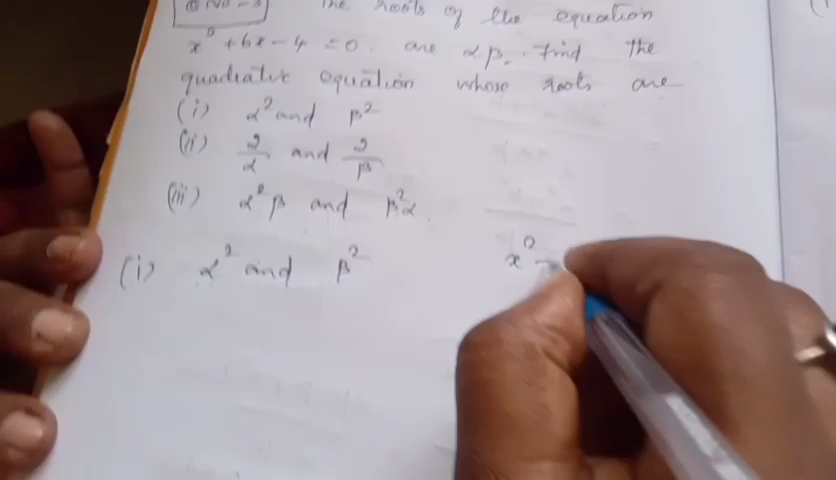 The roots of the equation
x² + 6x - 4 = 0. are α, β. Find the
quadratic equation whose roots are
(i) α² and β²
(ii) 2/α and 2/β
(iii) α²β and β²α.
(i) α² and β²
x² -